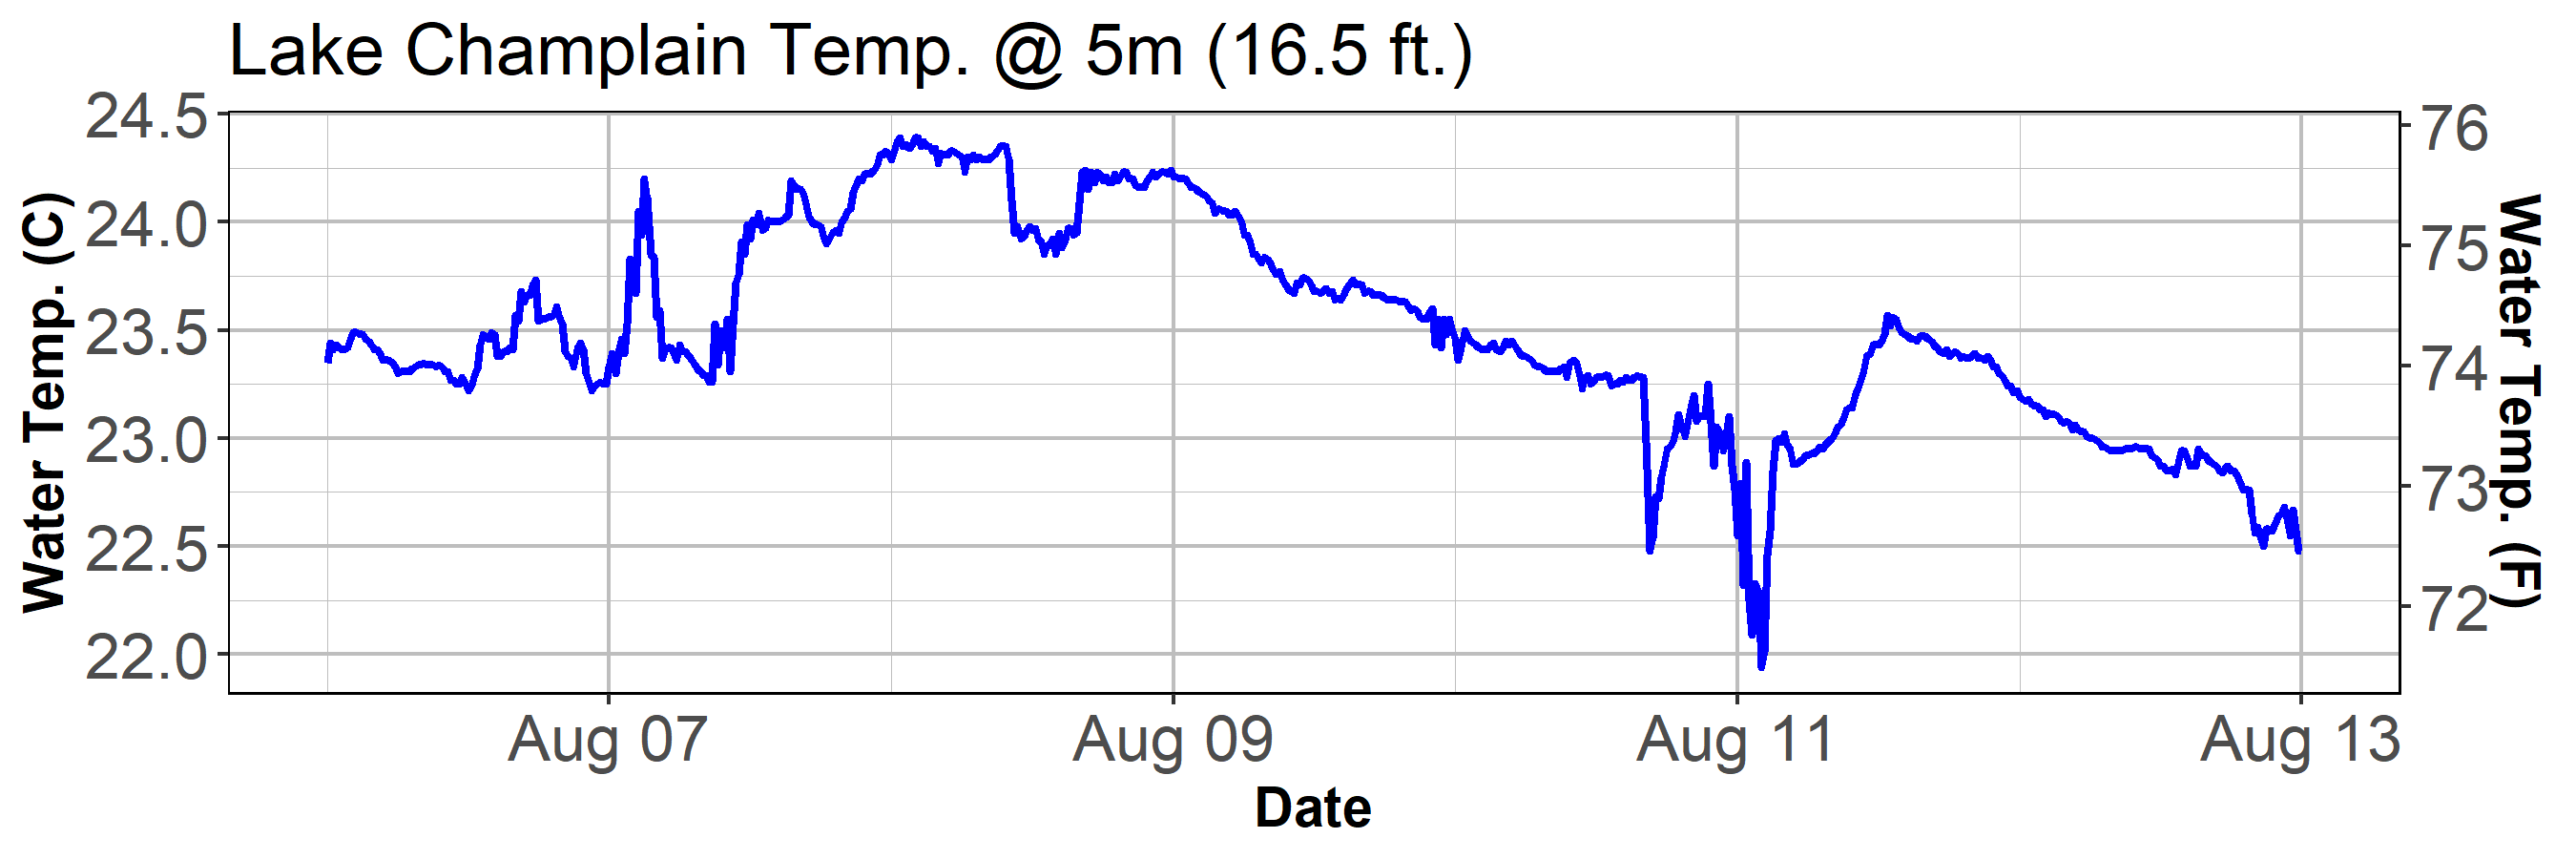 Lake Champlain Temp. @ 5m (16.5 ft.)
Water Temp. (C)
24.5
24.0
23.5
23.0
22.5
22.0
76
75
74
73
72
Water Temp. (F)
Aug 07 Aug 09 Aug 11 Aug 13
Date